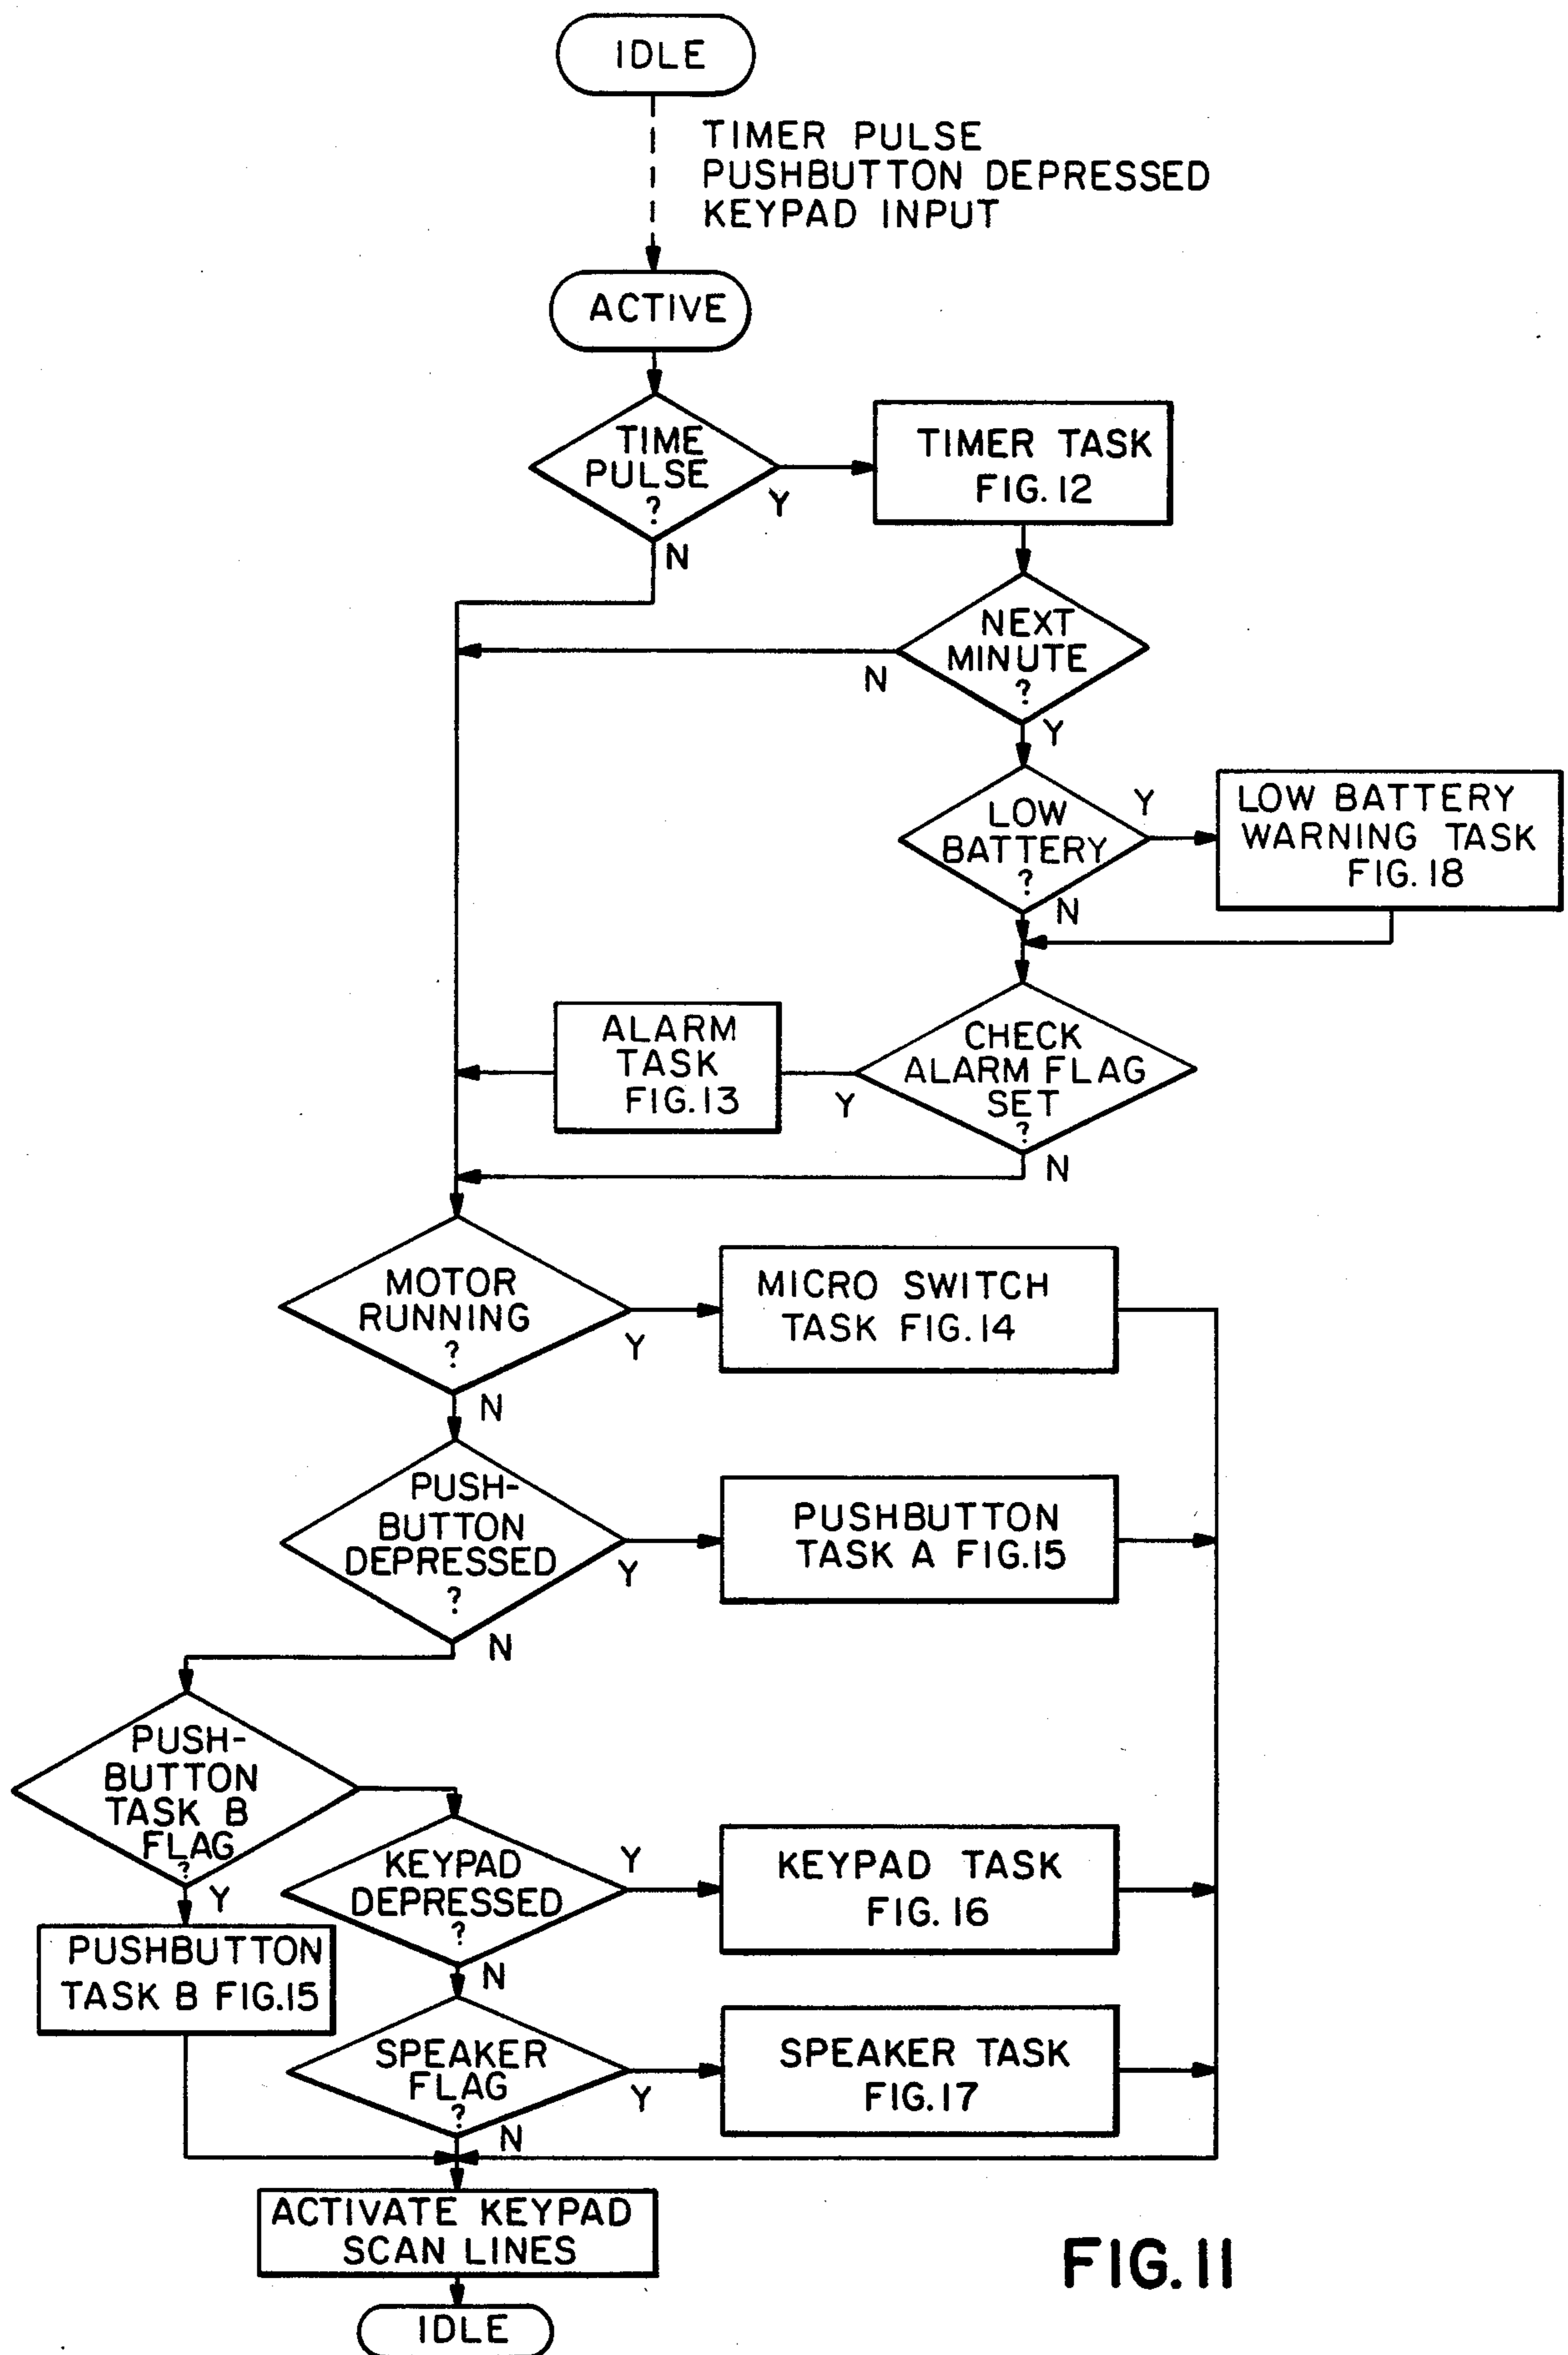 IDLE
TIMER PULSE
PUSHBUTTON DEPRESSED
KEYPAD INPUT
ACTIVE
TIME
PULSE
?
Y
N
TIMER TASK
FIG. 12
NEXT
MINUTE
?
N
Y
LOW
BATTERY
?
Y
N
LOW BATTERY
WARNING TASK
FIG. 18
CHECK
ALARM FLAG
SET
?
Y
N
ALARM
TASK
FIG. 13
MOTOR
RUNNING
?
Y
N
MICRO SWITCH
TASK FIG. 14
PUSH-
BUTTON
DEPRESSED
?
Y
N
PUSHBUTTON
TASK A FIG. 15
PUSH-
BUTTON
TASK B
FLAG
?
Y
PUSHBUTTON
TASK B FIG. 15
KEYPAD
DEPRESSED
?
Y
N
KEYPAD TASK
FIG. 16
SPEAKER
FLAG
?
Y
N
SPEAKER TASK
FIG. 17
ACTIVATE KEYPAD
SCAN LINES
IDLE
FIG. 11